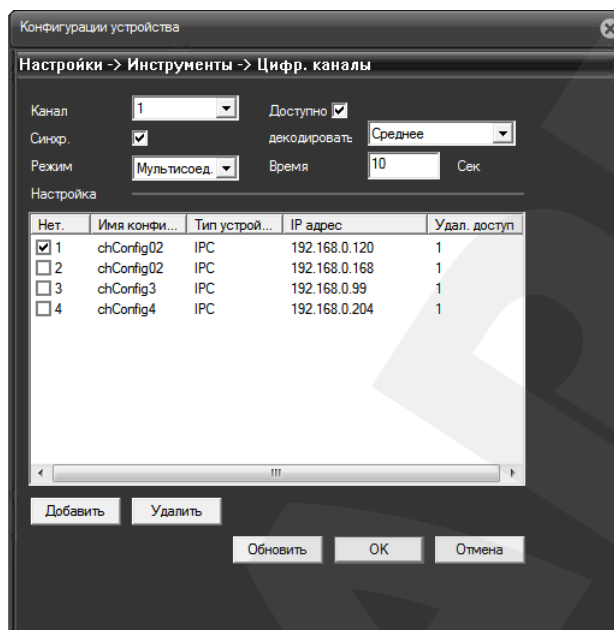 Конфигурации устройства
Настройки -> Инструменты -> Цифр. каналы
Канал 1 Доступно
Синхр. декодировать Среднее
Режим Мультисоед. Время 10 Сек
Настройка
Нет. Имя конфи... Тип устрой... IP адрес Удал. доступ
1 chConfig02 IPC 192.168.0.120 1
2 chConfig02 IPC 192.168.0.168 1
3 chConfig3 IPC 192.168.0.99 1
4 chConfig4 IPC 192.168.0.204 1
Добавить Удалить
Обновить OK Отмена